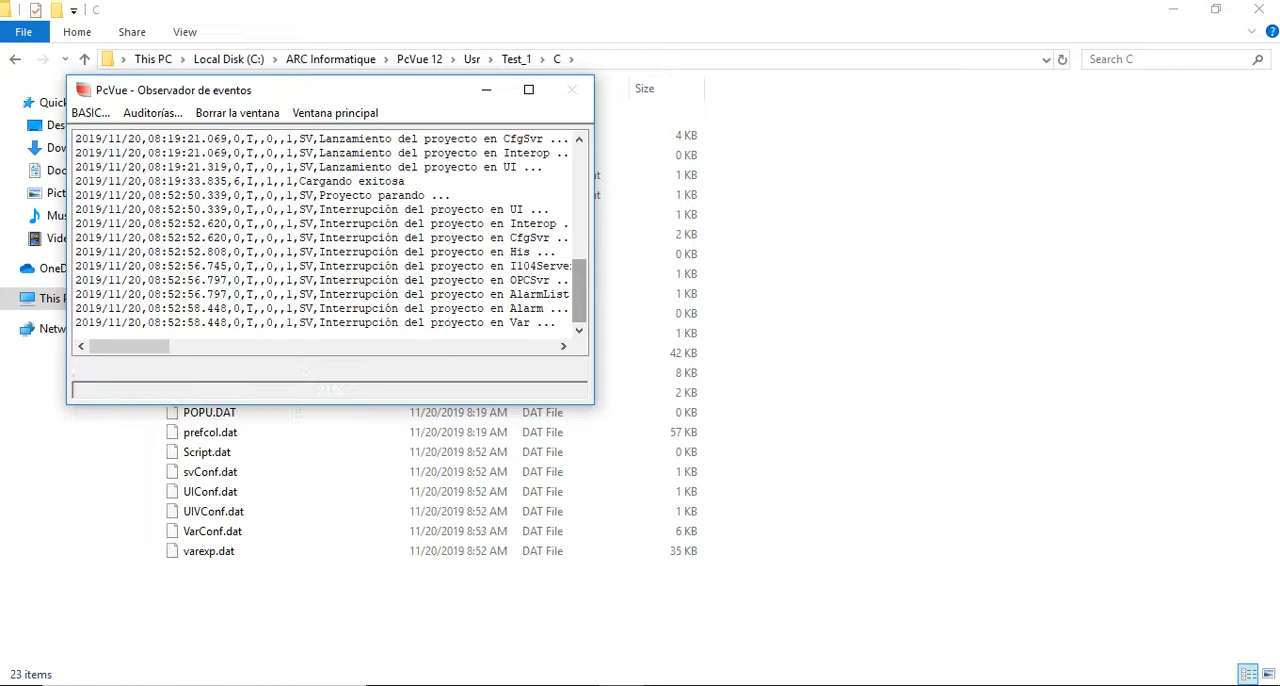 C
File Home Share View
This PC Local Disk (C:) ARC Informatique PcVue 12 Usr Test_1 C
Search C
Size
PcVue - Observador de eventos
BASIC... Auditorías... Borrar la ventana Ventana principal
2019/11/20,08:19:21.069,0,T,,0,,1,SV,Lanzamiento del proyecto en CfgSvr ...
2019/11/20,08:19:21.069,0,T,,0,,1,SV,Lanzamiento del proyecto en Interop ..
2019/11/20,08:19:21.319,0,T,,0,,1,SV,Lanzamiento del proyecto en UI ...
2019/11/20,08:19:33.835,6,I,,1,,1,Cargando exitosa
2019/11/20,08:52:50.339,0,T,,0,,1,SV,Proyecto parando ...
2019/11/20,08:52:50.339,0,T,,0,,1,SV,Interrupción del proyecto en UI ...
2019/11/20,08:52:52.620,0,T,,0,,1,SV,Interrupción del proyecto en Interop .
2019/11/20,08:52:52.620,0,T,,0,,1,SV,Interrupción del proyecto en CfgSvr ..
2019/11/20,08:52:52.808,0,T,,0,,1,SV,Interrupción del proyecto en His ...
2019/11/20,08:52:56.745,0,T,,0,,1,SV,Interrupción del proyecto en I104Serve
2019/11/20,08:52:56.797,0,T,,0,,1,SV,Interrupción del proyecto en OPCSvr ..
2019/11/20,08:52:56.797,0,T,,0,,1,SV,Interrupción del proyecto en AlarmList
2019/11/20,08:52:58.448,0,T,,0,,1,SV,Interrupción del proyecto en Alarm ...
2019/11/20,08:52:58.448,0,T,,0,,1,SV,Interrupción del proyecto en Var ...
Quick
Des
Dow
Doc
Pict
Mus
Vide
OneD
This P
Netw
4 KB
0 KB
at 1 KB
at 1 KB
1 KB
2 KB
0 KB
1 KB
1 KB
0 KB
1 KB
42 KB
8 KB
2 KB
POPU.DAT 11/20/2019 8:19 AM DAT File 0 KB
prefcol.dat 11/20/2019 8:19 AM DAT File 57 KB
Script.dat 11/20/2019 8:52 AM DAT File 0 KB
svConf.dat 11/20/2019 8:52 AM DAT File 1 KB
UIConf.dat 11/20/2019 8:52 AM DAT File 1 KB
UIVConf.dat 11/20/2019 8:52 AM DAT File 1 KB
VarConf.dat 11/20/2019 8:53 AM DAT File 6 KB
varexp.dat 11/20/2019 8:52 AM DAT File 35 KB
23 items